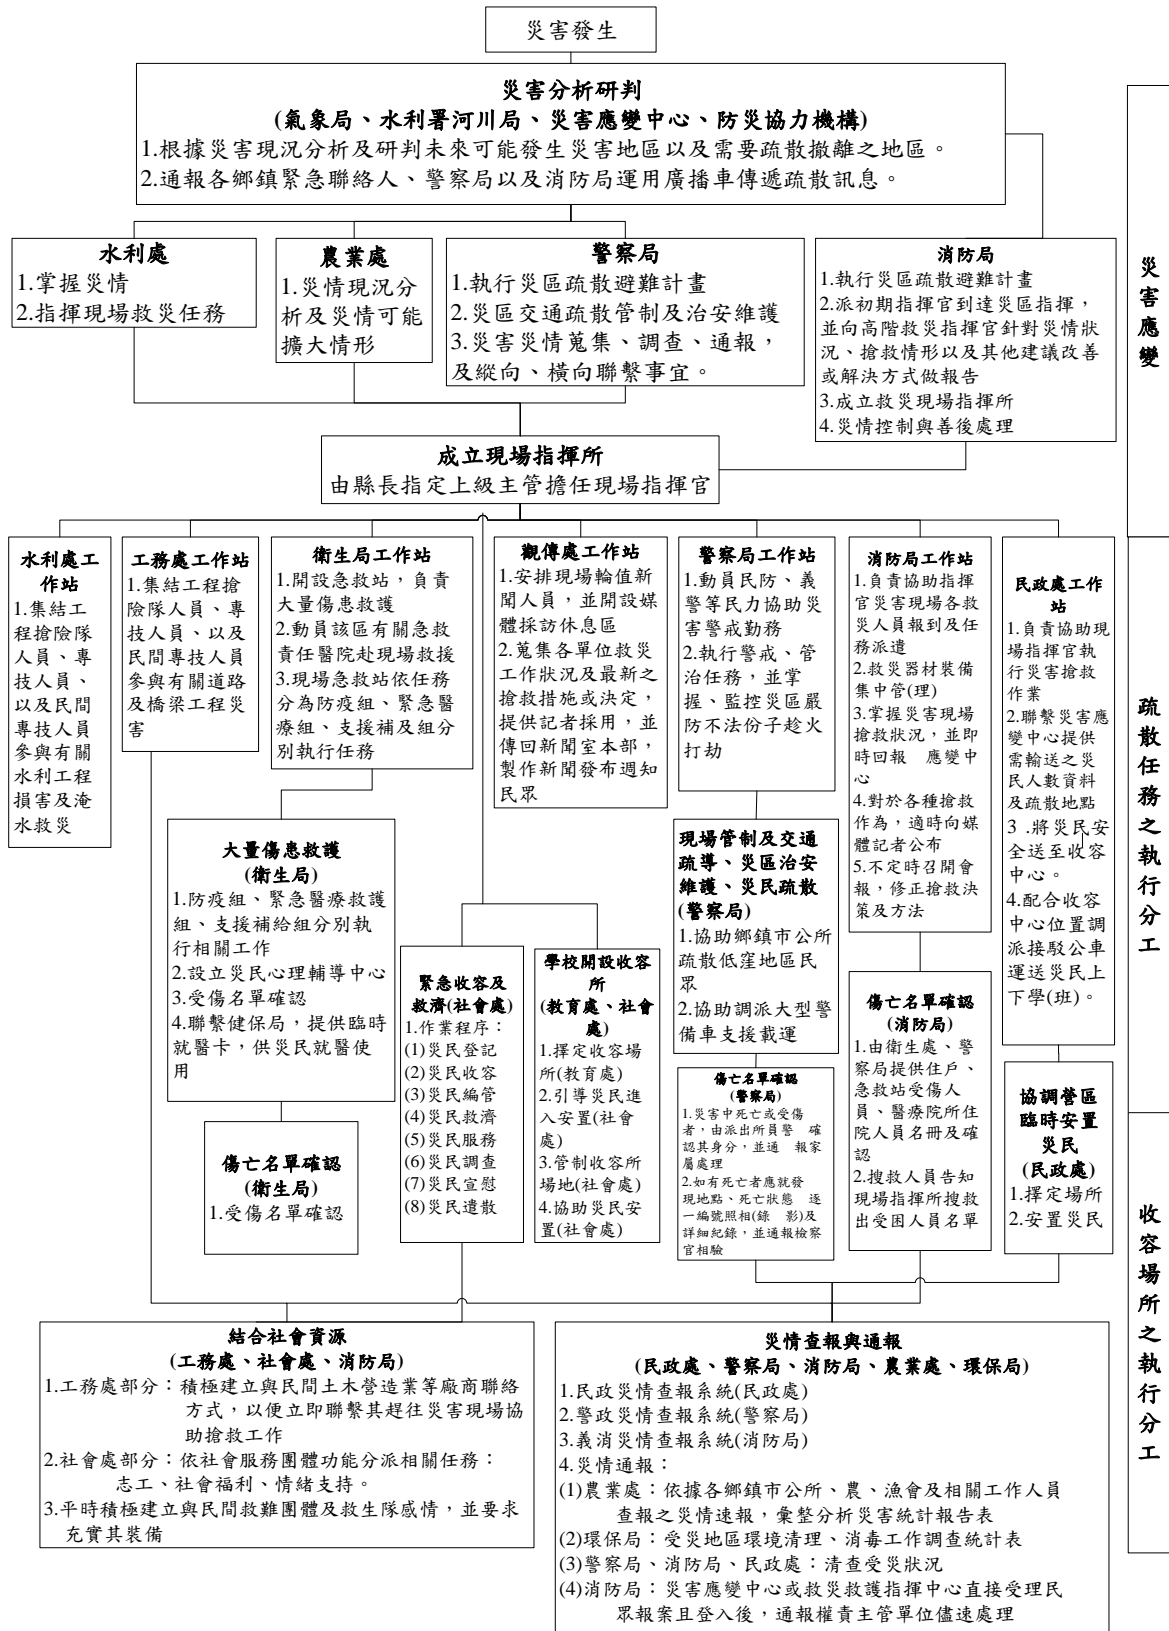 災害發生
災害分析研判
(氣象局、水利署河川局、災害應變中心、防災協力機構)
1.根據災害現況分析及研判未來可能發生災害地區以及需要疏散撤離之地區。
2.通報各鄉鎮緊急聯絡人、警察局以及消防局運用廣播車傳遞疏散訊息。
水利處
1.掌握災情
2.指揮現場救災任務
農業處
1.災情現況分
析及災情可能
擴大情形
警察局
1.執行災區疏散避難計畫
2.災區交通疏散管制及治安維護
3.災害災情蒐集、調查、通報，
及縱向、橫向聯繫事宜。
消防局
1.執行災區疏散避難計畫
2.派初期指揮官到達災區指揮，
並向高階救災指揮官針對災情狀
況、搶救情形以及其他建議改善
或解決方式做報告
3.成立救災現場指揮所
4.災情控制與善後處理
災害應變
成立現場指揮所
由縣長指定上級主管擔任現場指揮官
水利處工
作站
1.集結工
程搶險隊
人員、專
技人員、
以及民間
專技人員
參與有關
水利工程
損害及淹
水救災
工務處工作站
1.集結工程搶
險隊人員、專
技人員、以及
民間專技人員
參與有關道路
及橋梁工程災
害
衛生局工作站
1.開設急救站，負責
大量傷患救護
2.動員該區有關急救
責任醫院赴現場救援
3.現場急救站依任務
分為防疫組、緊急醫
療組、支援補及組分
別執行任務
觀傳處工作站
1.安排現場輪值新
聞人員，並開設媒
體採訪休息區
2.蒐集各單位救災
工作狀況及最新之
搶救措施或決定，
提供記者採用，並
傳回新聞室本部，
製作新聞發布週知
民眾
警察局工作站
1.動員民防、義
警等民力協助災
害警戒勤務
2.執行警戒、管
治任務，並掌
握、監控災區嚴
防不法份子趁火
打劫
消防局工作站
1.負責協助指揮
官災害現場各救
災人員報到及任
務派遣
2.救災器材裝備
集中管(理)
3.掌握災害現場
搶救狀況，並即
時回報 應變中
心
4.對於各種搶救
作為，適時向媒
體記者公布
5.不定時召開會
報，修正搶救決
策及方法
民政處工作
站
1.負責協助現
場指揮官執
行災害搶救
作業
2.聯繫災害應
變中心提供
需輸送之災
民人數資料
及疏散地點
3 .將災民安
全送至收容
中心。
4.配合收容
中心位置調
派接駁公車
運送災民上
下學(班)。
疏散任務之執行分工
大量傷患救護
(衛生局)
1.防疫組、緊急醫療救護
組、支援補給組分別執
行相關工作
2.設立災民心理輔導中心
3.受傷名單確認
4.聯繫健保局，提供臨時
就醫卡，供災民就醫使
用
緊急收容及
救濟(社會處)
1.作業程序：
(1)災民登記
(2)災民收容
(3)災民編管
(4)災民救濟
(5)災民服務
(6)災民調查
(7)災民宣慰
(8)災民遣散
學校開設收容
所
(教育處、社會
處)
1.擇定收容場
所(教育處)
2.引導災民進
入安置(社會
處)
3.管制收容所
場地(社會處)
4.協助災民安
置(社會處)
現場管制及交通
疏導、災區治安
維護、災民疏散
(警察局)
1.協助鄉鎮市公所
疏散低窪地區民
眾
2.協助調派大型警
備車支援載運
傷亡名單確認
(衛生局)
1.受傷名單確認
傷亡名單確認
(警察局)
1.災害中死亡或受傷
者，由派出所員警 確
認其身分，並通 報家
屬處理
2.如有死亡者應就發
現地點、死亡狀態 逐
一編號照相(錄 影)及
詳細紀錄，並通報檢察
官相驗
傷亡名單確認
(消防局)
1.由衛生處、警
察局提供住戶、
急救站受傷人
員、醫療院所住
院人員名冊及確
認
2.搜救人員告知
現場指揮所搜救
出受困人員名單
協調營區
臨時安置
災民
(民政處)
1.擇定場所
2.安置災民
收容場所之執行分工
結合社會資源
(工務處、社會處、消防局)
1.工務處部分：積極建立與民間土木營造業等廠商聯絡
方式，以便立即聯繫其趕往災害現場協
助搶救工作
2.社會處部分：依社會服務團體功能分派相關任務：
志工、社會福利、情緒支持。
3.平時積極建立與民間救難團體及救生隊感情，並要求
充實其裝備
災情查報與通報
(民政處、警察局、消防局、農業處、環保局)
1.民政災情查報系統(民政處)
2.警政災情查報系統(警察局)
3.義消災情查報系統(消防局)
4.災情通報：
(1)農業處：依據各鄉鎮市公所、農、漁會及相關工作人員
查報之災情速報，彙整分析災害統計報告表
(2)環保局：受災地區環境清理、消毒工作調查統計表
(3)警察局、消防局、民政處：清查受災狀況
(4)消防局：災害應變中心或救災救護指揮中心直接受理民
眾報案且登入後，通報權責主管單位儘速處理